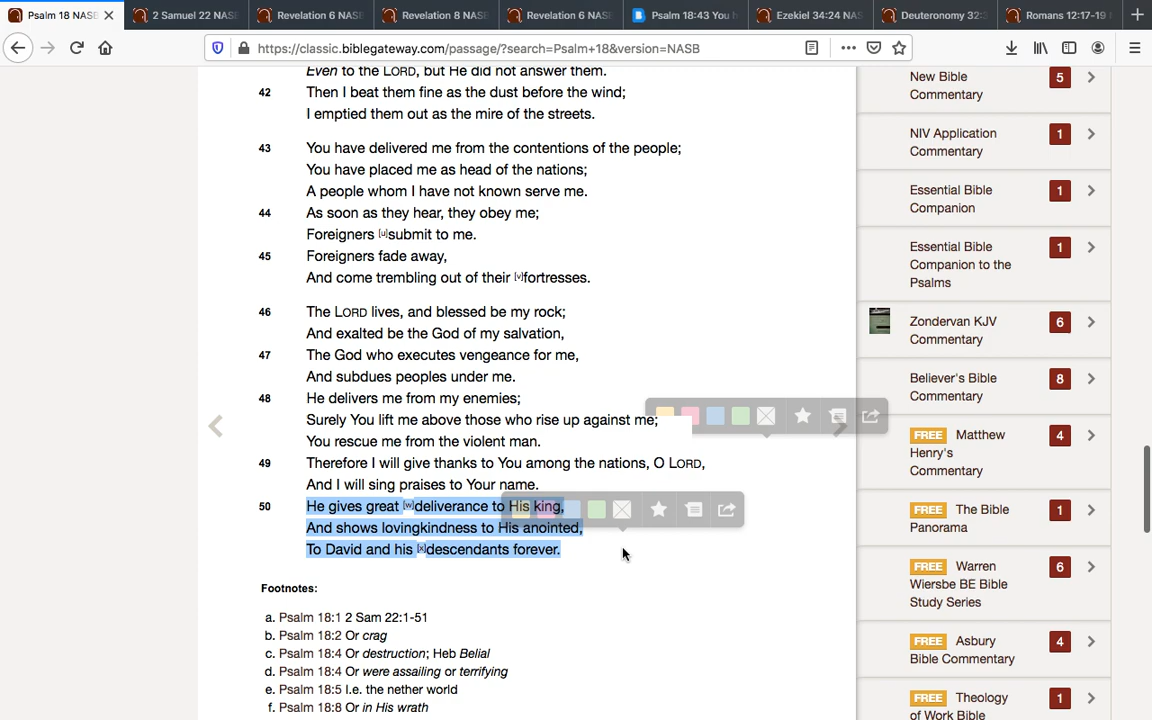 Psalm 18 NASB
2 Samuel 22 NASB
Revelation 6 NASB
Revelation 8 NASB
Revelation 6 NASB
Psalm 18:43 You h
Ezekiel 34:24 NAS
Deuteronomy 32:
Romans 12:17-19
https://classic.biblegateway.com/passage/?search=Psalm+18&version=NASB
Even to the LORD, but He did not answer them.
42 Then I beat them fine as the dust before the wind;
I emptied them out as the mire of the streets.
43 You have delivered me from the contentions of the people;
You have placed me as head of the nations;
A people whom I have not known serve me.
44 As soon as they hear, they obey me;
Foreigners [u]submit to me.
45 Foreigners fade away,
And come trembling out of their [v]fortresses.
46 The LORD lives, and blessed be my rock;
And exalted be the God of my salvation,
47 The God who executes vengeance for me,
And subdues peoples under me.
48 He delivers me from my enemies;
Surely You lift me above those who rise up against me;
You rescue me from the violent man.
49 Therefore I will give thanks to You among the nations, O LORD,
And I will sing praises to Your name.
50 He gives great [w]deliverance to His king,
And shows lovingkindness to His anointed,
To David and his [x]descendants forever.
Footnotes:
a. Psalm 18:1 2 Sam 22:1-51
b. Psalm 18:2 Or crag
c. Psalm 18:4 Or destruction; Heb Belial
d. Psalm 18:4 Or were assailing or terrifying
e. Psalm 18:5 I.e. the nether world
f. Psalm 18:8 Or in His wrath
New Bible 5
Commentary
NIV Application 1
Commentary
Essential Bible 1
Companion
Essential Bible 1
Companion to the
Psalms
Zondervan KJV 6
Commentary
Believer's Bible 8
Commentary
FREE Matthew 4
Henry's
Commentary
FREE The Bible 1
Panorama
FREE Warren 6
Wiersbe BE Bible
Study Series
FREE Asbury 4
Bible Commentary
FREE Theology 1
of Work Bible